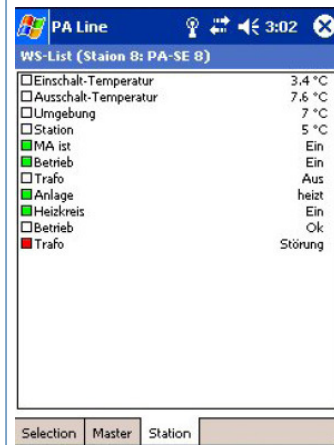 PA Line 3:02
WS-List (Staion 8: PA-SE 8)
Einschalt-Temperatur 3.4 °C
Ausschalt-Temperatur 7.6 °C
Umgebung 7 °C
Station 5 °C
MA ist Ein
Betrieb Ein
Trafo Aus
Anlage heizt
Heizkreis Ein
Betrieb Ok
Trafo Störung
Selection Master Station